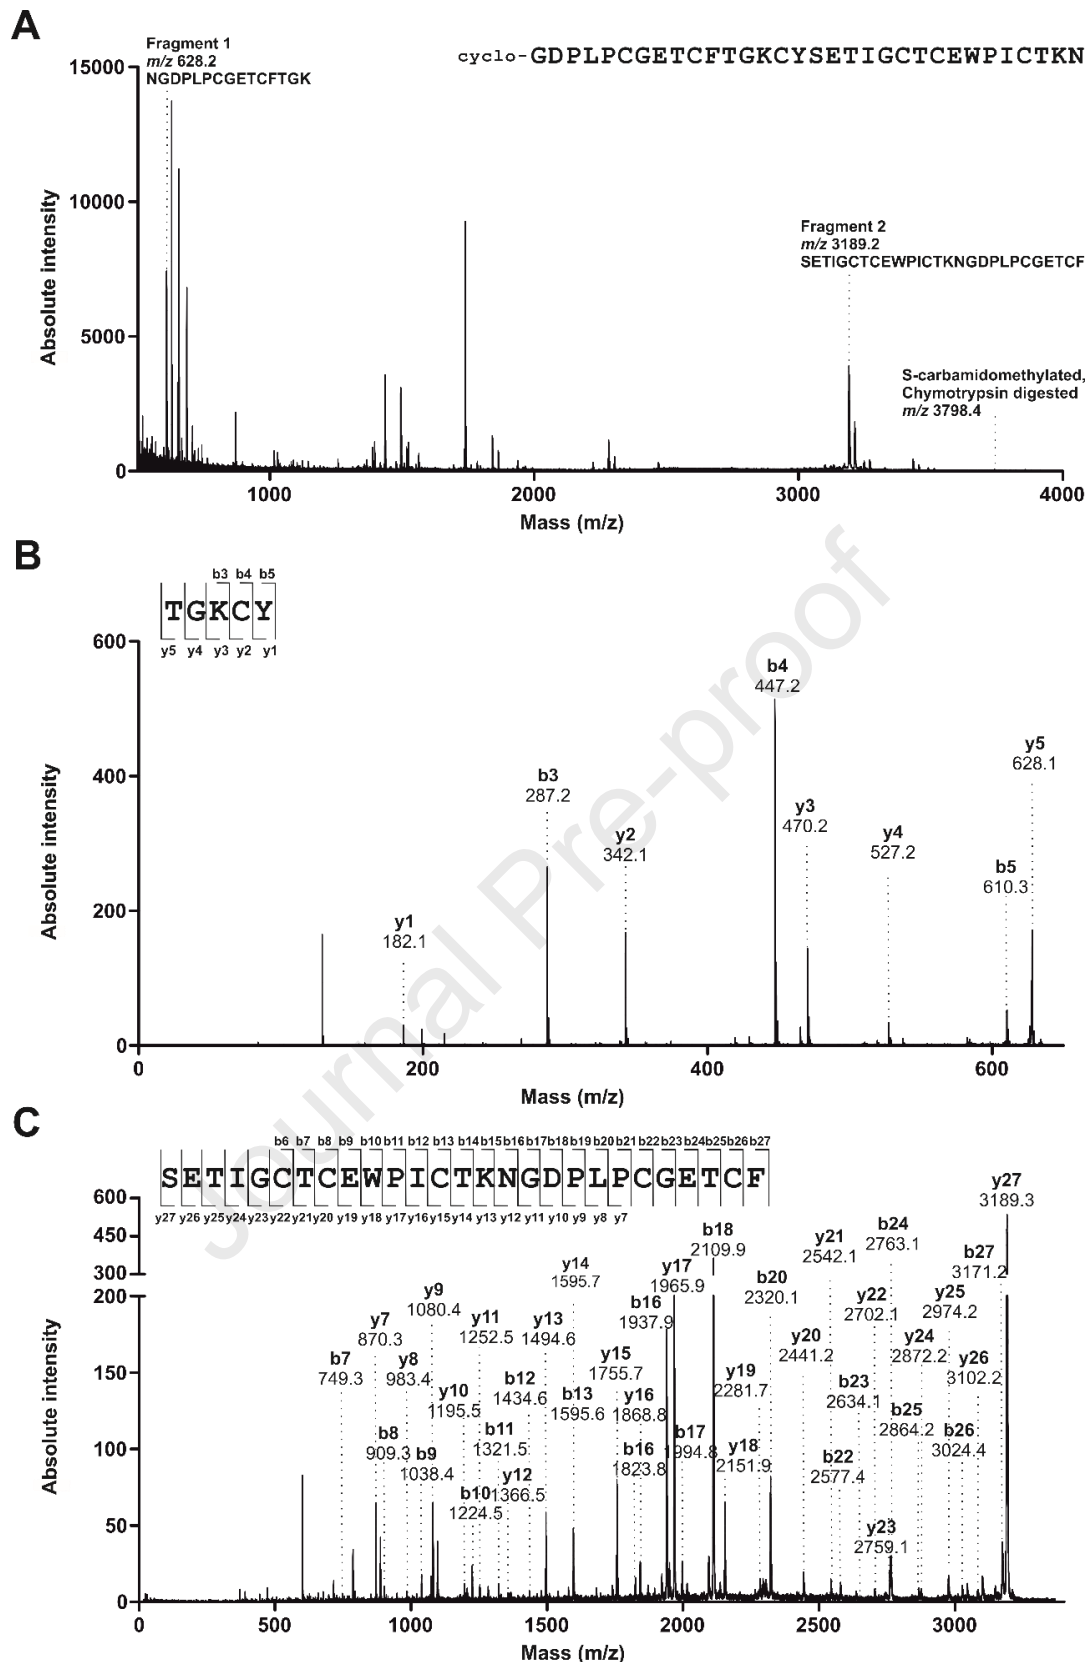 A
Fragment 1
m/z 628.2
NGDPLPCGETCFTGK
cyclo-GDPLPCGETCFTGKCYSETIGCTCEWPICTKN
15000
10000
5000
0
Absolute intensity
Fragment 2
m/z 3189.2
SETIGCTCEWPICTKNGDPLPCGETCF
S-carbamidomethylated,
Chymotrypsin digested
m/z 3798.4
1000 2000 3000 4000
Mass (m/z)
B
b3 b4 b5
TGKCY
y5 y4 y3 y2 y1
600
400
200
0
Absolute intensity
y1
182.1
b3
287.2
y2
342.1
b4
447.2
y3
470.2
y4
527.2
b5
610.3
y5
628.1
0 200 400 600
Mass (m/z)
Journal Pre-proof
C
b6 b7 b8 b9 b10 b11 b12 b13 b14 b15 b16 b17 b18 b19 b20 b21 b22 b23 b24 b25 b26 b27
SETIGCTCEWPICTKNGDPLPCGETCF
y27 y26 y25 y24 y23 y22 y21 y20 y19 y18 y17 y16 y15 y14 y13 y12 y11 y10 y9 y8 y7
600
450
300
200
150
100
50
0
Absolute intensity
b7
749.3
y7
870.3
b8
909.3
y8
983.4
b9
1038.4
y9
1080.4
y10
1195.5
b10
1224.5
y11
1252.5
b11
1321.5
y12
1366.5
b12
1434.6
y13
1494.6
y14
1595.7
b13
1595.6
y15
1755.7
b16
1823.8
y16
1868.8
b16
1937.9
y17
1965.9
b17
1994.8
b18
2109.9
y18
2151.9
y19
2281.7
b20
2320.1
y20
2441.2
y21
2542.1
b22
2577.4
b23
2634.1
y22
2702.1
y23
2759.1
b24
2763.1
b25
2864.2
y24
2872.2
y25
2974.2
b26
3024.4
y26
3102.2
b27
3171.2
y27
3189.3
0 500 1000 1500 2000 2500 3000
Mass (m/z)